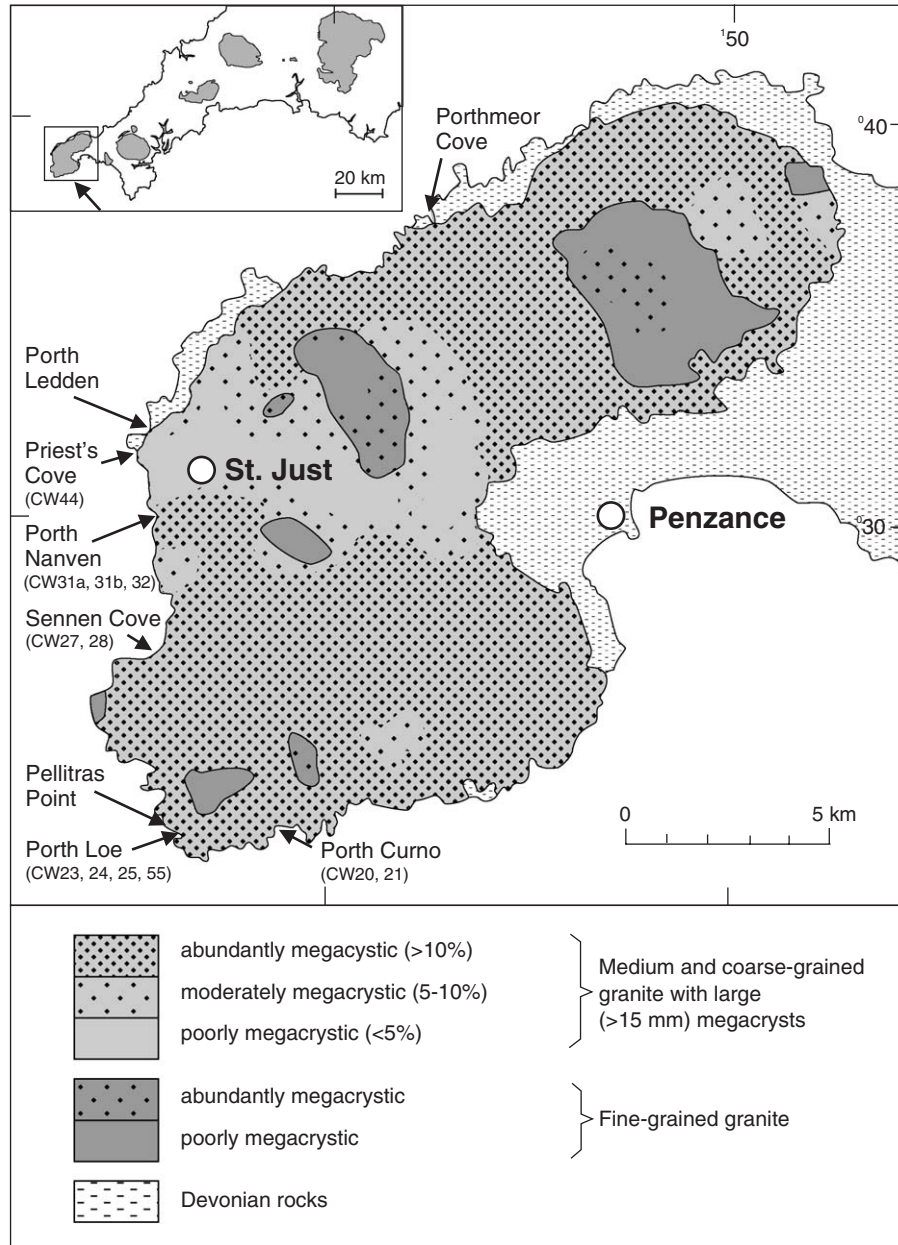 20 km
¹50
⁰40
⁰30
Porthmeor
Cove
Porth
Ledden
Priest's
Cove
(CW44)
St. Just
Porth
Nanven
(CW31a, 31b, 32)
Penzance
Sennen Cove
(CW27, 28)
Pellitras
Point
Porth Loe
(CW23, 24, 25, 55)
Porth Curno
(CW20, 21)
0 5 km
abundantly megacystic (>10%)
moderately megacrystic (5-10%)
poorly megacrystic (<5%)
Medium and coarse-grained
granite with large
(>15 mm) megacrysts
abundantly megacrystic
poorly megacrystic
Fine-grained granite
Devonian rocks